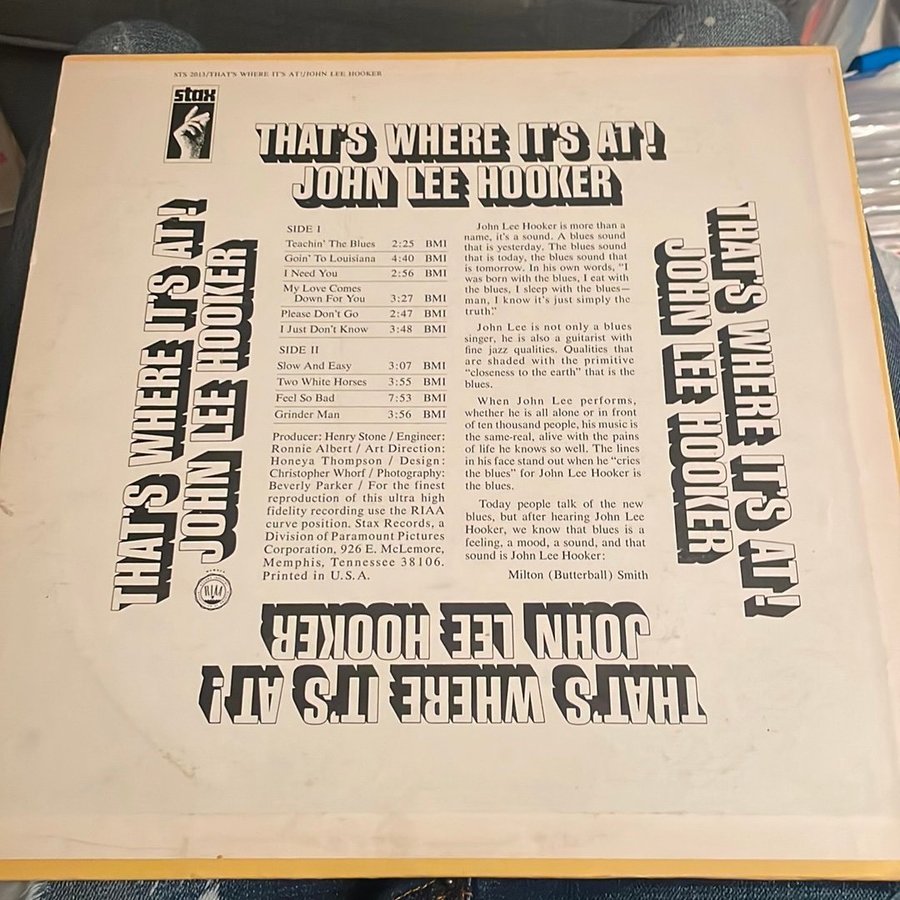 STS 2013/THAT'S WHERE IT'S AT!/JOHN LEE HOOKER
stax
THAT'S WHERE IT'S AT!
JOHN LEE HOOKER
THAT'S WHERE IT'S AT!
JOHN LEE HOOKER
SIDE I
Teachin' The Blues 2:25 BMI
Goin' To Louisiana 4:40 BMI
I Need You 2:56 BMI
My Love Comes
Down For You 3:27 BMI
Please Don't Go 2:47 BMI
I Just Don't Know 3:48 BMI
SIDE II
Slow And Easy 3:07 BMI
Two White Horses 3:55 BMI
Feel So Bad 7:53 BMI
Grinder Man 3:56 BMI
Producer: Henry Stone / Engineer:
Ronnie Albert / Art Direction:
Honeya Thompson / Design:
Christopher Whorf / Photography:
Beverly Parker / For the finest
reproduction of this ultra high
fidelity recording use the RIAA
curve position. Stax Records, a
Division of Paramount Pictures
Corporation, 926 E. McLemore,
Memphis, Tennessee 38106.
Printed in U.S.A.
John Lee Hooker is more than a
name, it's a sound. A blues sound
that is yesterday. The blues sound
that is today, the blues sound that
is tomorrow. In his own words, "I
was born with the blues, I eat with
the blues, I sleep with the blues—
man, I know it's just simply the
truth."
John Lee is not only a blues
singer, he is also a guitarist with
fine jazz qualities. Qualities that
are shaded with the primitive
"closeness to the earth" that is the
blues.
When John Lee performs,
whether he is all alone or in front
of ten thousand people, his music is
the same-real, alive with the pains
of life he knows so well. The lines
in his face stand out when he "cries
the blues" for John Lee Hooker is
the blues.
Today people talk of the new
blues, but after hearing John Lee
Hooker, we know that blues is a
feeling, a mood, a sound, and that
sound is John Lee Hooker:
Milton (Butterball) Smith
THAT'S WHERE IT'S AT!
JOHN LEE HOOKER
THAT'S WHERE IT'S AT!
JOHN LEE HOOKER